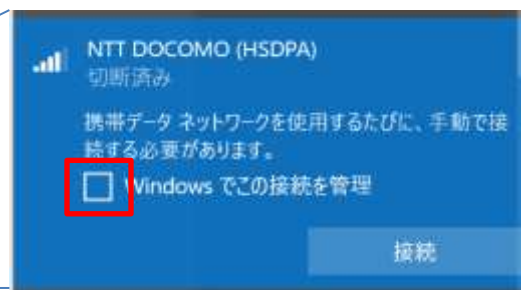 NTT DOCOMO (HSDPA)
切断済み
携帯データ ネットワークを使用するたびに、手動で接
続する必要があります。
Windows でこの接続を管理
接続